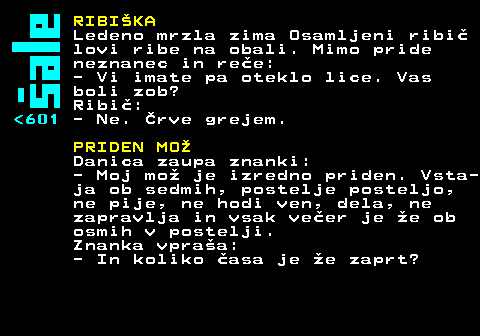 Šale
<601
RIBIŠKA
Ledeno mrzla zima Osamljeni ribič
lovi ribe na obali. Mimo pride
neznanec in reče:
- Vi imate pa oteklo lice. Vas
boli zob?
Ribič:
- Ne. Črve grejem.
PRIDEN MOŽ
Danica zaupa znanki:
- Moj mož je izredno priden. Vsta-
ja ob sedmih, postelje posteljo,
ne pije, ne hodi ven, dela, ne
zapravlja in vsak večer je že ob
osmih v postelji.
Znanka vpraša:
- In koliko časa je že zaprt?